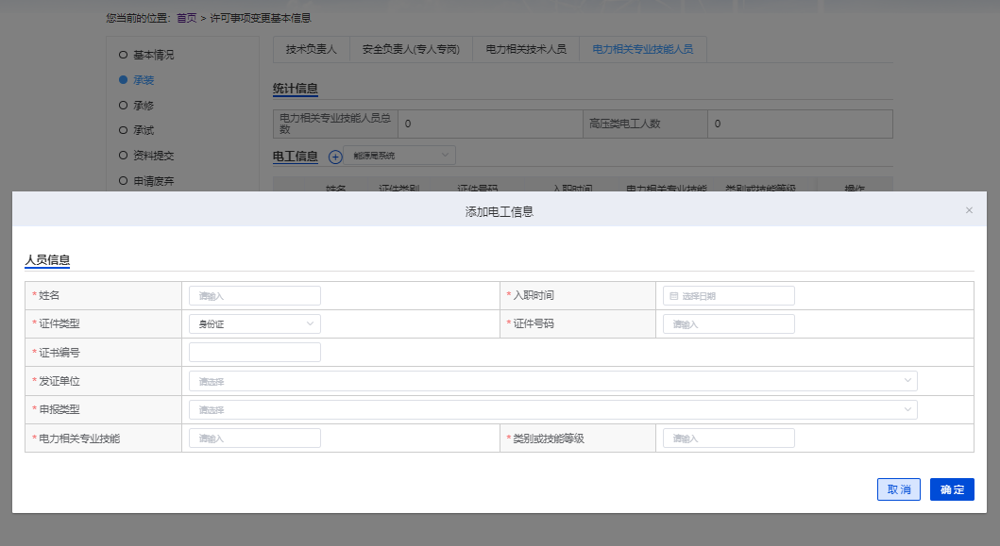 您当前的位置：首页 > 许可事项变更基本信息
基本情况
承装
承修
承试
资料提交
申请废弃
技术负责人 安全负责人(专人专岗) 电力相关技术人员 电力相关专业技能人员
统计信息
电力相关专业技能人员总数 0 高压类电工人数 0
电工信息 能源局系统
姓名 证件类别 证件号码 入职时间 电力相关专业技能 类别或技能等级 操作
添加电工信息 ×
人员信息
* 姓名 请输入 * 入职时间 选择日期
* 证件类型 身份证 * 证件号码 请输入
* 证书编号
* 发证单位 请选择
* 申报类型 请选择
* 电力相关专业技能 请输入 * 类别或技能等级 请输入
取消 确定